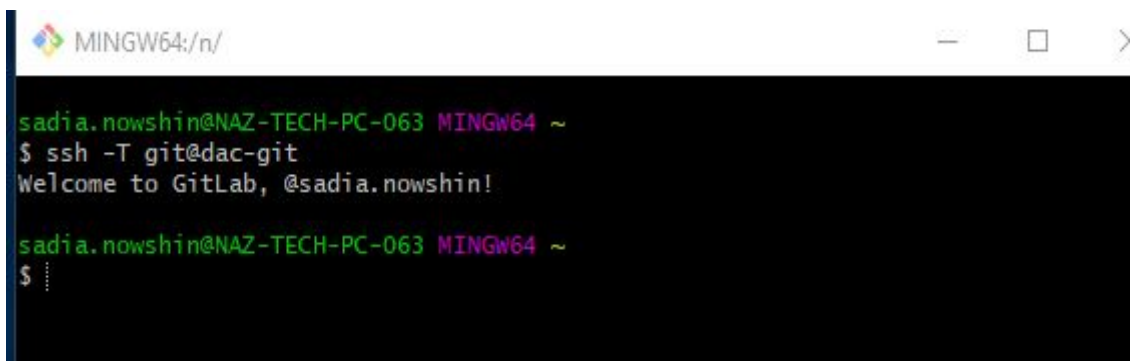 MINGW64:/n/
sadia.nowshin@NAZ-TECH-PC-063 MINGW64 ~
$ ssh -T git@dac-git
Welcome to GitLab, @sadia.nowshin!
sadia.nowshin@NAZ-TECH-PC-063 MINGW64 ~
$